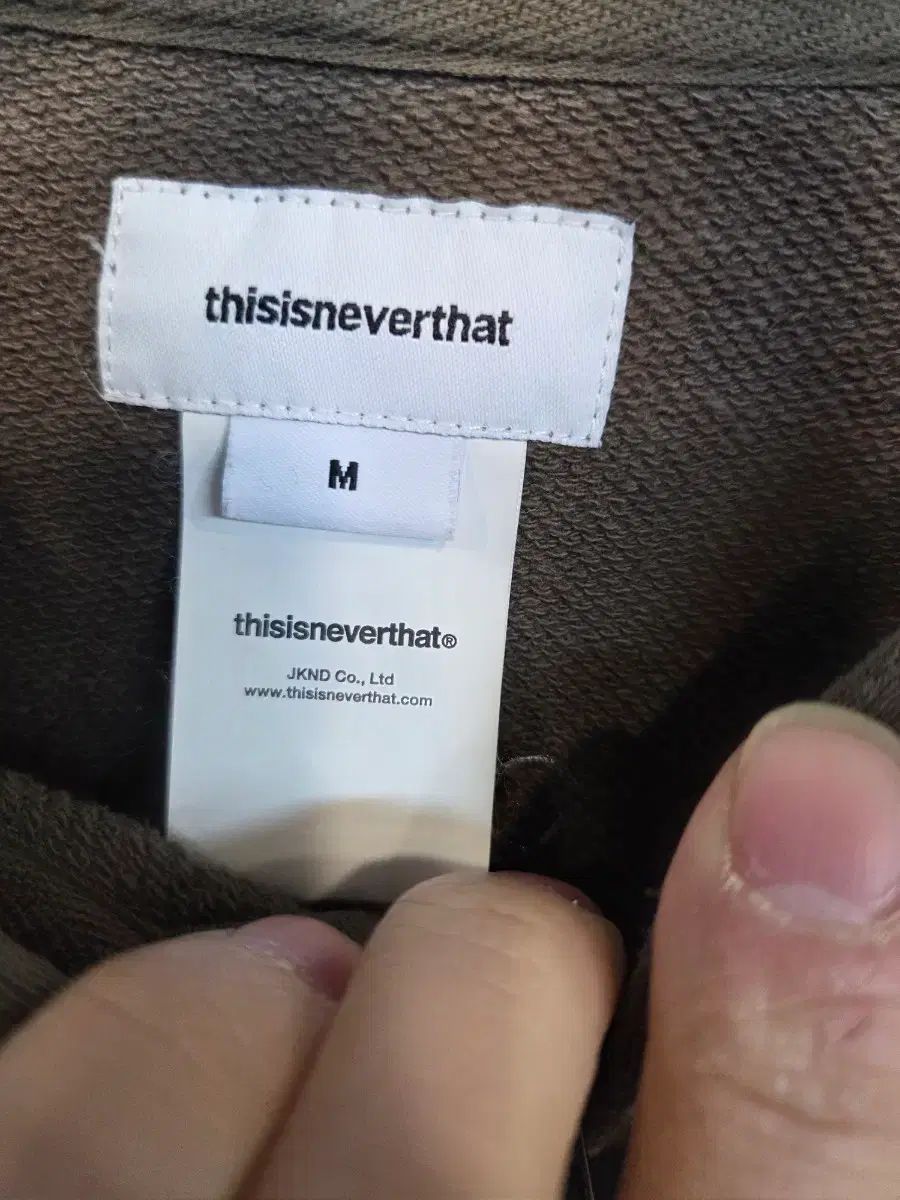 thisisneverthat
M
thisisneverthat®
JKND Co., Ltd
www.thisisneverthat.com